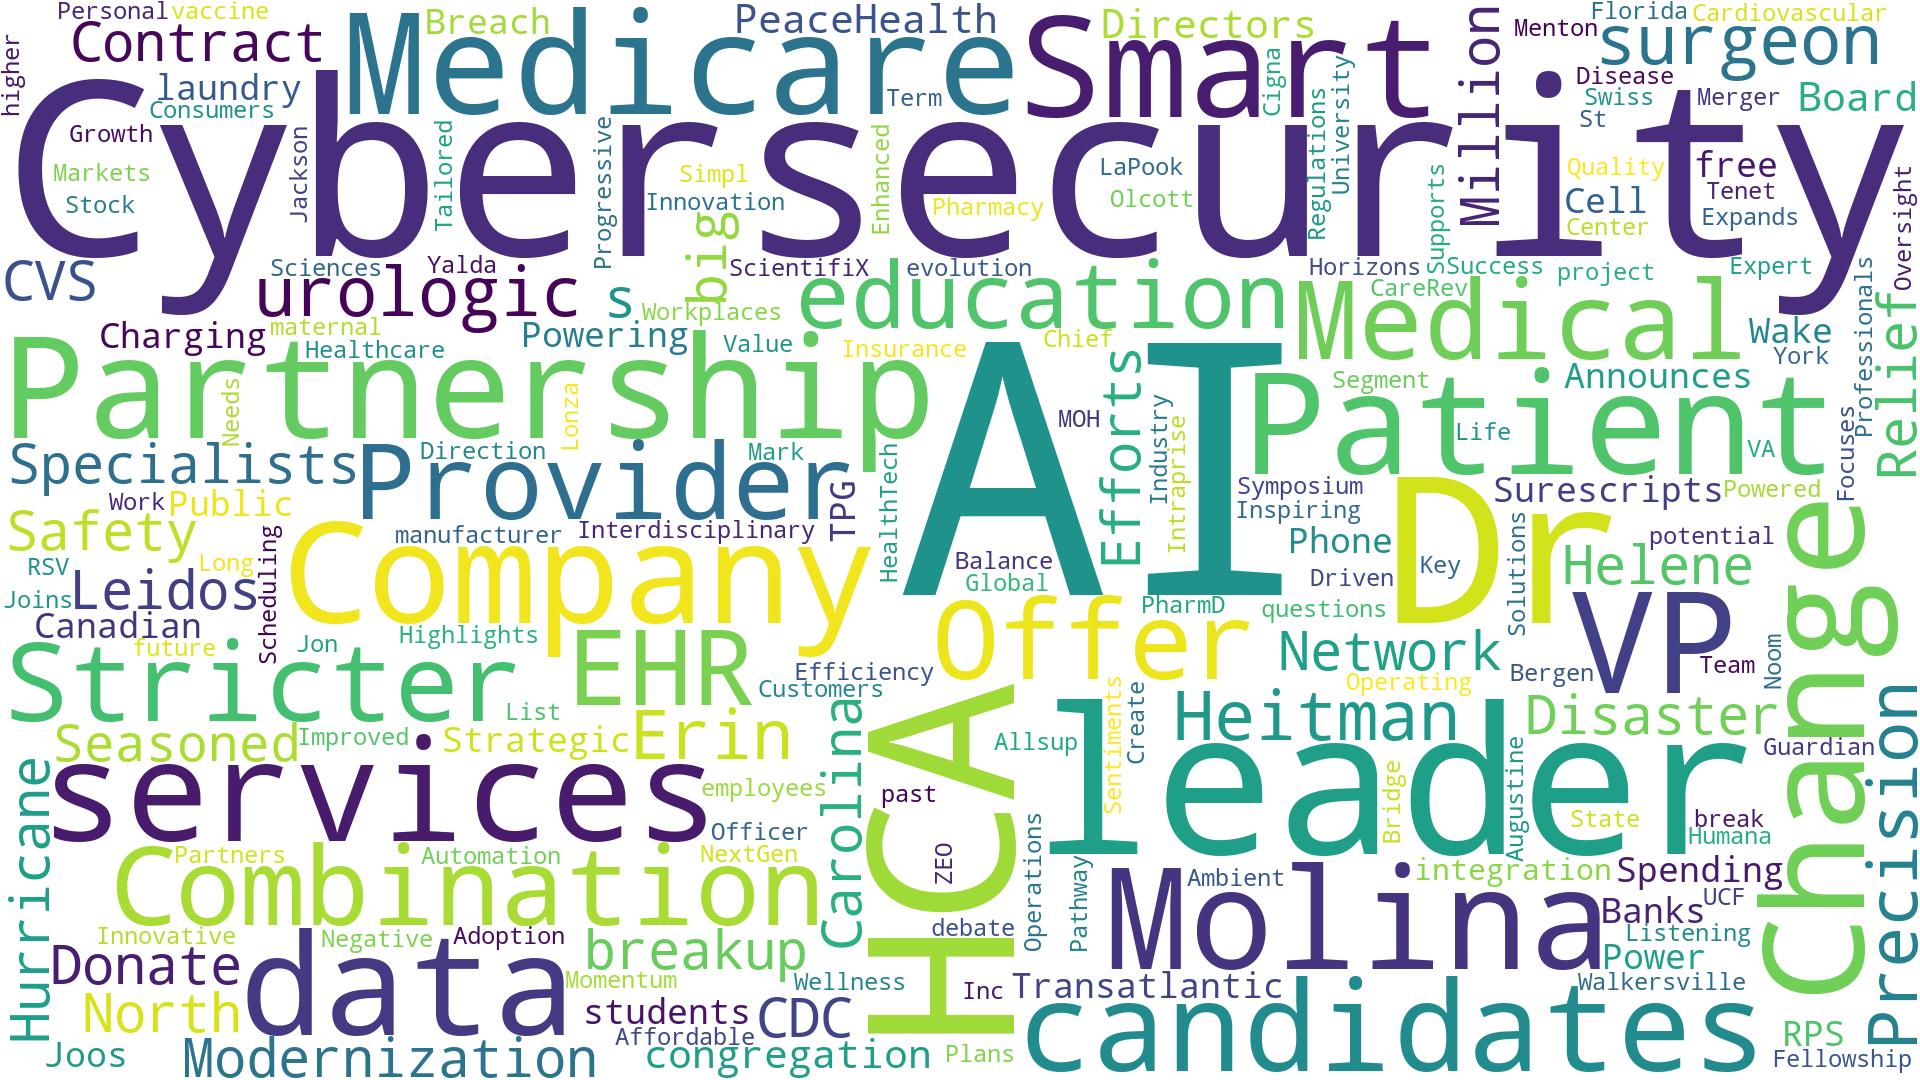 Personal
vaccine
Breach
PeaceHealth
Directors
Florida
Cardiovascular
Contract
Medicare
Smart
Million
Menton
surgeon
higher
laundry
Consumers
Term
Cigna
Disease
Swiss
Merger
Board
St
Cybersecurity
Growth
Markets
Stock
Jackson
Tailored
Progressive
Simpl
Innovation
Enhanced
Pharmacy
LaPook
Olcott
Regulations
University
Supports
Quality
free
Cell
Tenet
Center
Expands
Oversight
CVS
Sciences
Yalda
urologic
s
big
ScientifiX
evolution
Horizons
Success
project
Expert
Workplaces
education
CareRev
Medical
Professionals
Charging
maternal
Healthcare
Powering
Value
Insurance
Chief
Wake
York
Relief
Partnership
AI
Efforts
Segment
Announces
Patient
Needs
Lonza
MOH
Industry
Intraprise
Life
VA
Focuses
Specialists
Direction
Mark
Provider
HealthTech
Symposium
Inspiring
Dr
Surescripts
Powered
Work
Public
Safety
manufacturer
Interdisciplinary
TPG
Balance
Global
Phone
Key
Driven
Solutions
potential
Helene
Change
RSV
Long
Scheduling
Joins
Leidos
Company
PharmD
questions
Canadian
future
Jon
Highlights
Offer
Network
VP
Stricter
EHR
Efficiency
Customers
Operating
Bergen
Team
Noom
List
Seasoned
Improved
Strategic
Erin
Carolina
HCA
Allsup
Sentiments
Create
Heitman
Disaster
Guardian
Precision
Hurricane
services
employees
past
leader
Bridge
Augustine
State
break
Humana
Officer
Partners
Automation
NextGen
ZEO
Operations
Pathway
Combination
Molina
Ambient
integration
Spending
UCF
Banks
Innovative
Negative
Adoption
breakup
debate
Listening
Donate
data
Momentum
Wellness
Power
Walkersville
North
students
CDC
Inc
Transatlantic
candidates
RPS
Joos
Modernization
Affordable
congregation
Plans
Fellowship